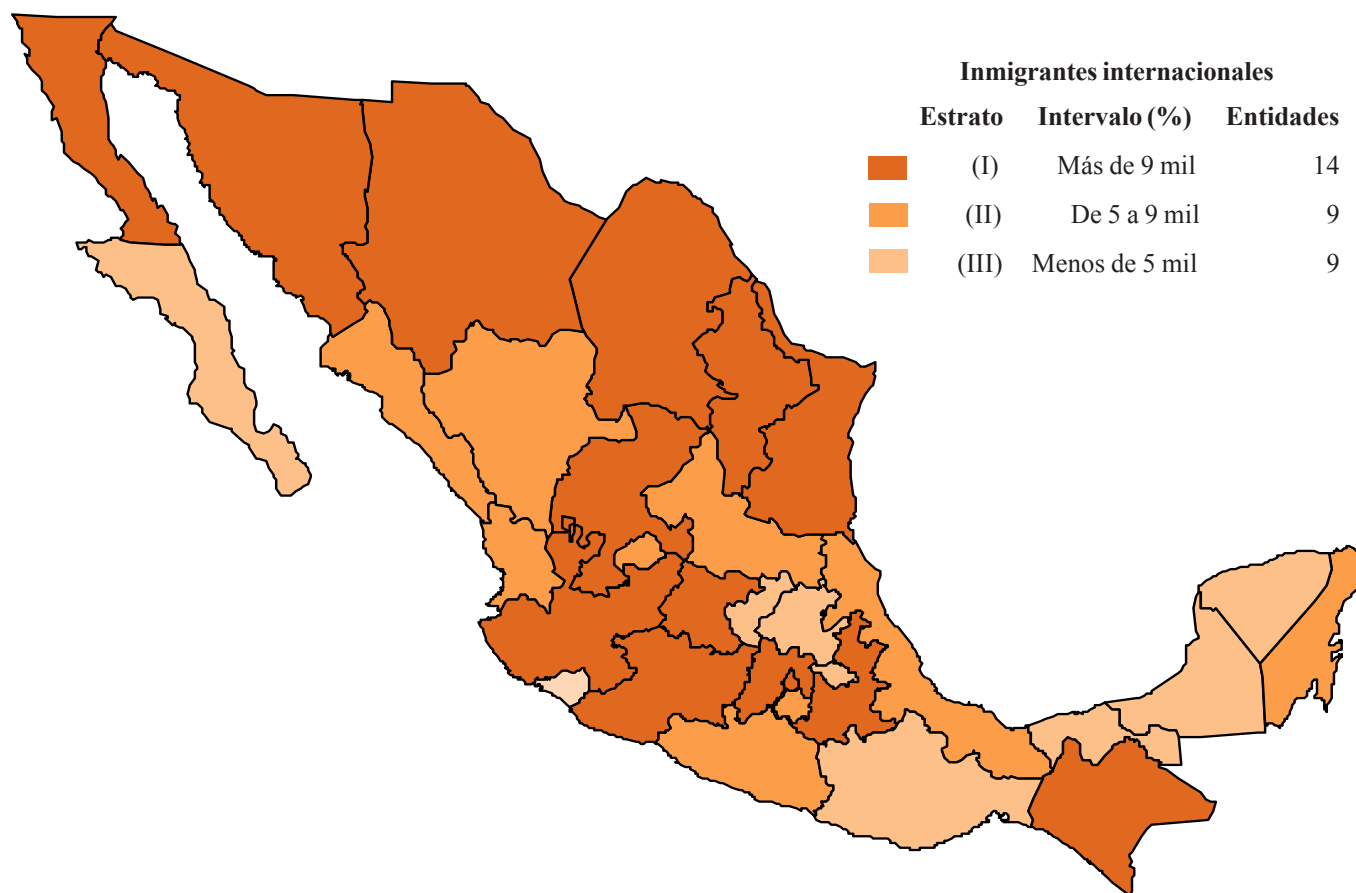 Inmigrantes internacionales
Estrato Intervalo (%) Entidades
(I) Más de 9 mil 14
(II) De 5 a 9 mil 9
(III) Menos de 5 mil 9